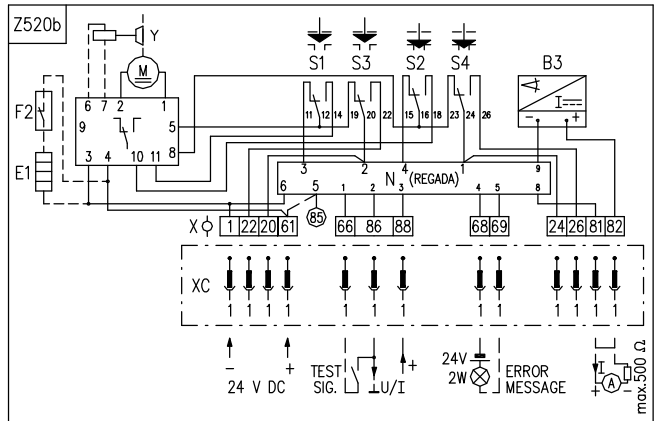 Z520b
Y
M
S1 S3 S2 S4 B3
F2
6 7 2 1
9 5
8
3 4 10 11
11 12 14 19 20 22 15 16 18 23 24 26
I
- +
E1
3 2 4 1 9
N (REGADA)
6 5 1 2 3 4 5 8
85
X 1 22 20 61 66 86 88 68 69 24 26 81 82
XC
1 1 1 1 1 1 1 1 1 1 1 1 1
- +
24 V DC
TEST
SIG.
+
U/I
24V
2W
ERROR
MESSAGE
I
A
+ -
max.500 Ω